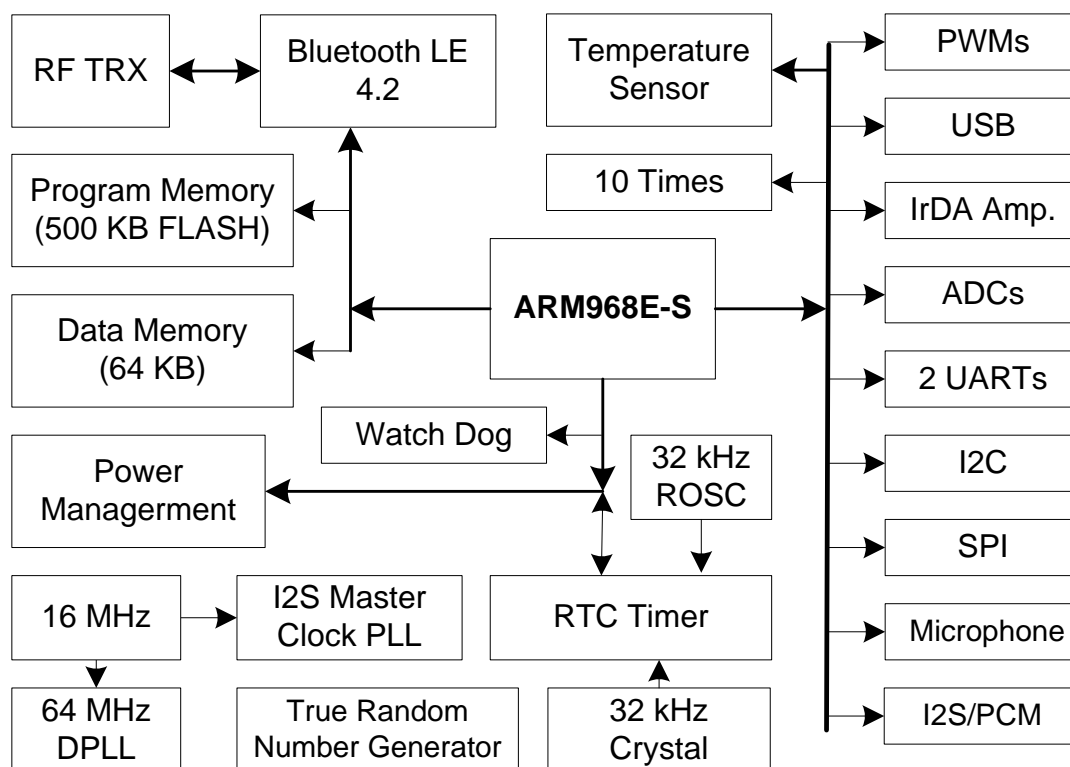 RF TRX
Bluetooth LE
4.2
Temperature
Sensor
PWMs
USB
Program Memory
(500 KB FLASH)
10 Times
IrDA Amp.
ARM968E-S
ADCs
Data Memory
(64 KB)
2 UARTs
Watch Dog
32 kHz
ROSC
I2C
Power
Managerment
SPI
16 MHz
I2S Master
Clock PLL
RTC Timer
Microphone
64 MHz
DPLL
True Random
Number Generator
32 kHz
Crystal
I2S/PCM